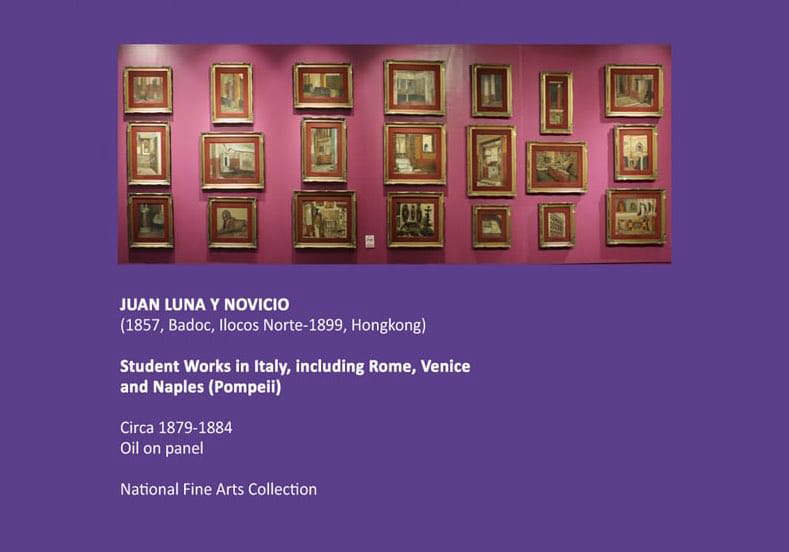 JUAN LUNA Y NOVICIO
(1857, Badoc, Ilocos Norte-1899, Hongkong)
Student Works in Italy, including Rome, Venice
and Naples (Pompeii)
Circa 1879-1884
Oil on panel
National Fine Arts Collection